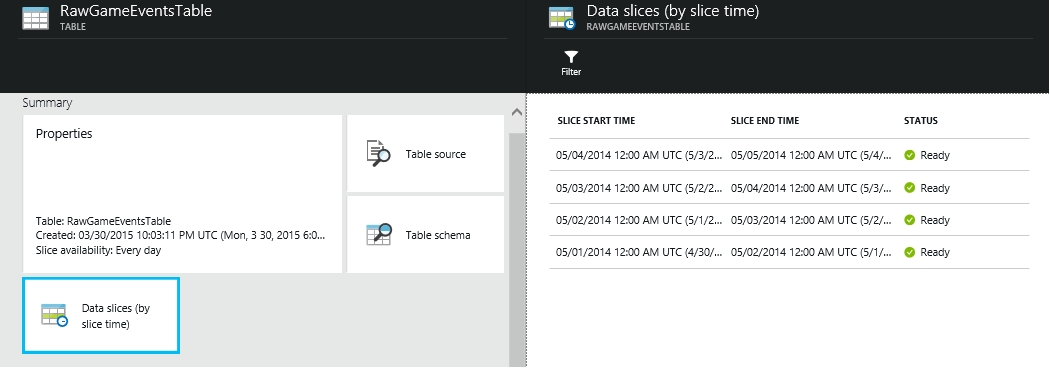 RawGameEventsTable
TABLE
Summary
Properties
Table: RawGameEventsTable
Created: 03/30/2015 10:03:11 PM UTC (Mon, 3 30, 2015 6:0...
Slice availability: Every day
Table source
Table schema
Data slices (by
slice time)
Data slices (by slice time)
RAWGAMEEVENTSTABLE
Filter
SLICE START TIME SLICE END TIME STATUS
05/04/2014 12:00 AM UTC (5/3/2... 05/05/2014 12:00 AM UTC (5/4/... Ready
05/03/2014 12:00 AM UTC (5/2/2... 05/04/2014 12:00 AM UTC (5/3/... Ready
05/02/2014 12:00 AM UTC (5/1/2... 05/03/2014 12:00 AM UTC (5/2/... Ready
05/01/2014 12:00 AM UTC (4/30/... 05/02/2014 12:00 AM UTC (5/1/... Ready